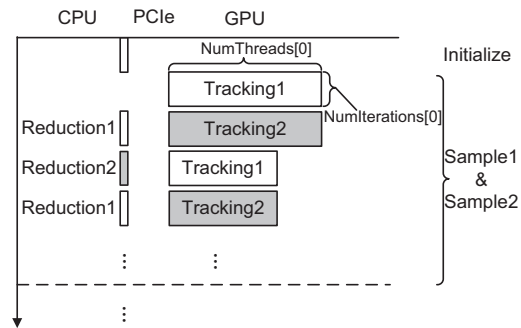 CPU PCIe GPU
NumThreads[0]
Initialize
Tracking1
NumIterations[0]
Reduction1 Tracking2
Reduction2 Tracking1
Sample1
&
Sample2
Reduction1 Tracking2